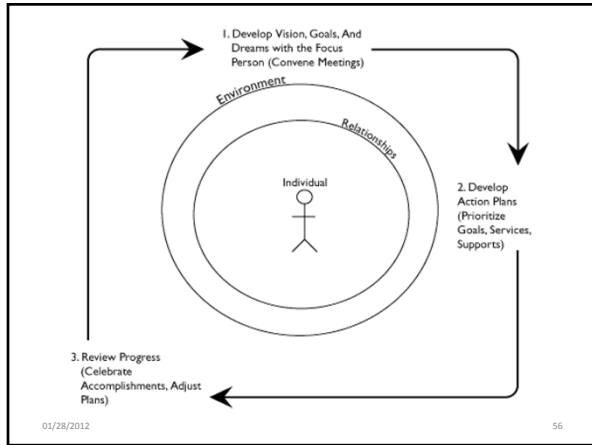 1. Develop Vision, Goals, And
Dreams with the Focus
Person (Convene Meetings)
Environment
Relationships
Individual
2. Develop
Action Plans
(Prioritize
Goals, Services,
Supports)
3. Review Progress
(Celebrate
Accomplishments, Adjust
Plans)
01/28/2012
56